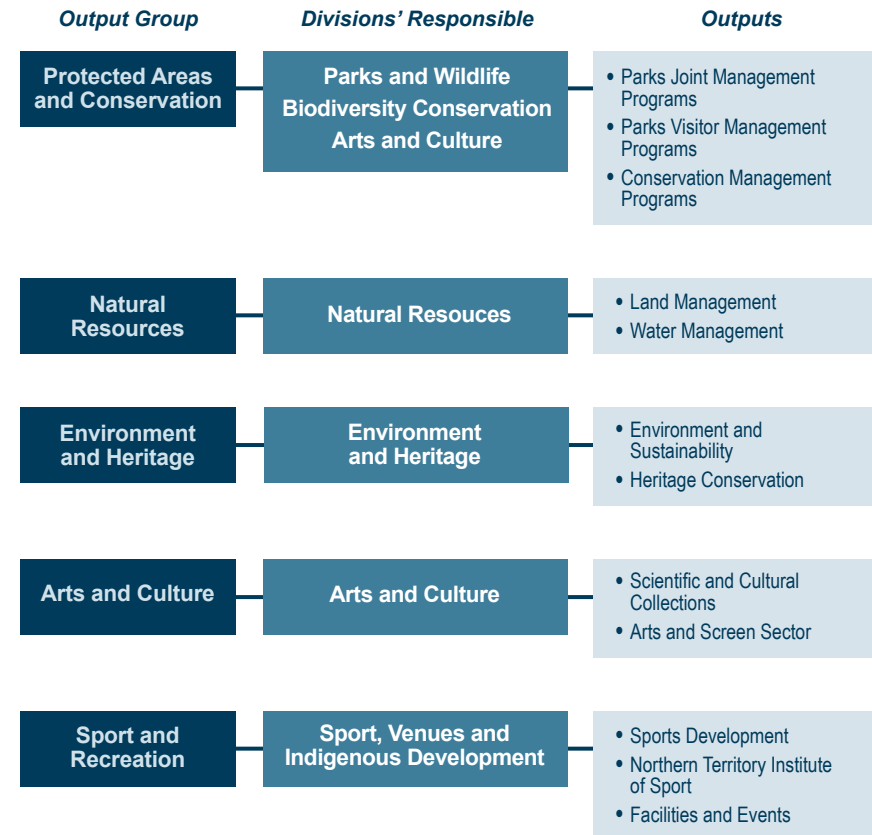 Output Group
Divisions' Responsible
Outputs
Protected Areas
and Conservation
Parks and Wildlife
Biodiversity Conservation
Arts and Culture
• Parks Joint Management
Programs
• Parks Visitor Management
Programs
• Conservation Management
Programs
Natural
Resources
Natural Resouces
• Land Management
• Water Management
Environment
and Heritage
Environment
and Heritage
• Environment and
Sustainability
• Heritage Conservation
Arts and Culture
Arts and Culture
• Scientific and Cultural
Collections
• Arts and Screen Sector
Sport and
Recreation
Sport, Venues and
Indigenous Development
• Sports Development
• Northern Territory Institute
of Sport
• Facilities and Events